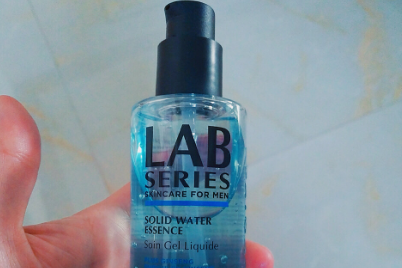 LAB
SERIES
SKINCARE FOR MEN
SOLID WATER
ESSENCE
Soin Gel Liquide